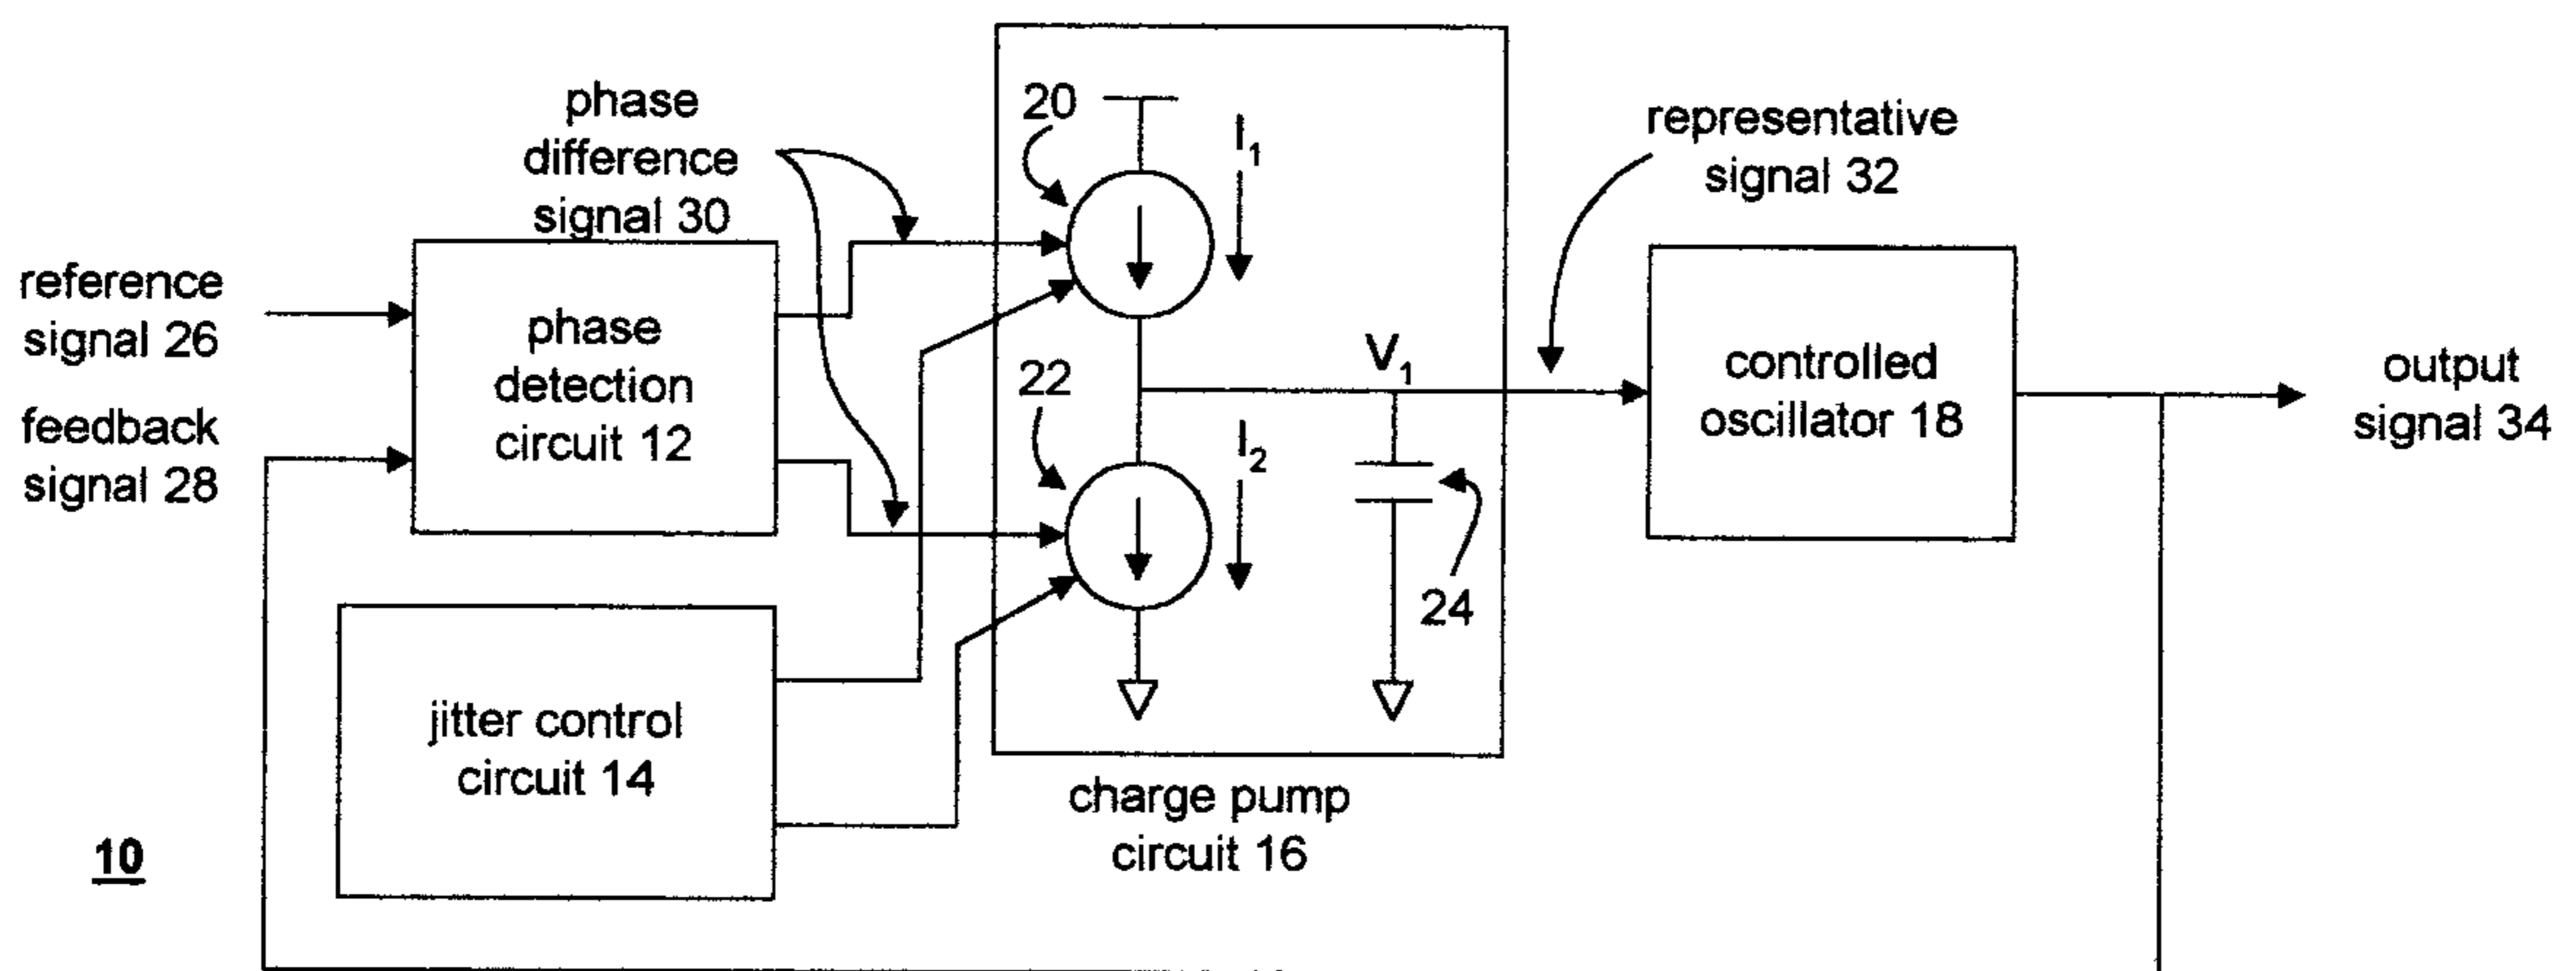 phase
difference
signal 30
20
I1
representative
signal 32
reference
signal 26
phase
detection
circuit 12
feedback
signal 28
22
V1
I2
24
controlled
oscillator 18
output
signal 34
jitter control
circuit 14
charge pump
circuit 16
10